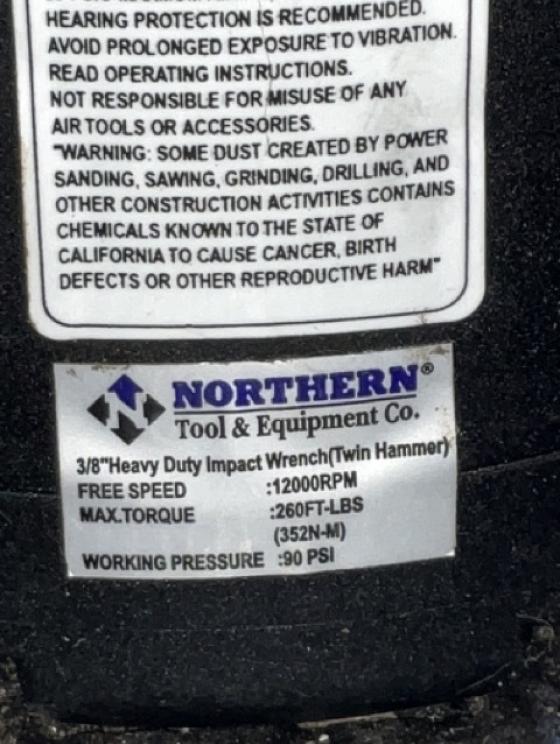 HEARING PROTECTION IS RECOMMENDED.
AVOID PROLONGED EXPOSURE TO VIBRATION.
READ OPERATING INSTRUCTIONS.
NOT RESPONSIBLE FOR MISUSE OF ANY
AIR TOOLS OR ACCESSORIES.
"WARNING: SOME DUST CREATED BY POWER
SANDING, SAWING, GRINDING, DRILLING, AND
OTHER CONSTRUCTION ACTIVITIES CONTAINS
CHEMICALS KNOWN TO THE STATE OF
CALIFORNIA TO CAUSE CANCER, BIRTH
DEFECTS OR OTHER REPRODUCTIVE HARM"
N NORTHERN®
Tool & Equipment Co.
3/8"Heavy Duty Impact Wrench(Twin Hammer)
FREE SPEED :12000RPM
MAX.TORQUE :260FT-LBS
(352N-M)
WORKING PRESSURE :90 PSI